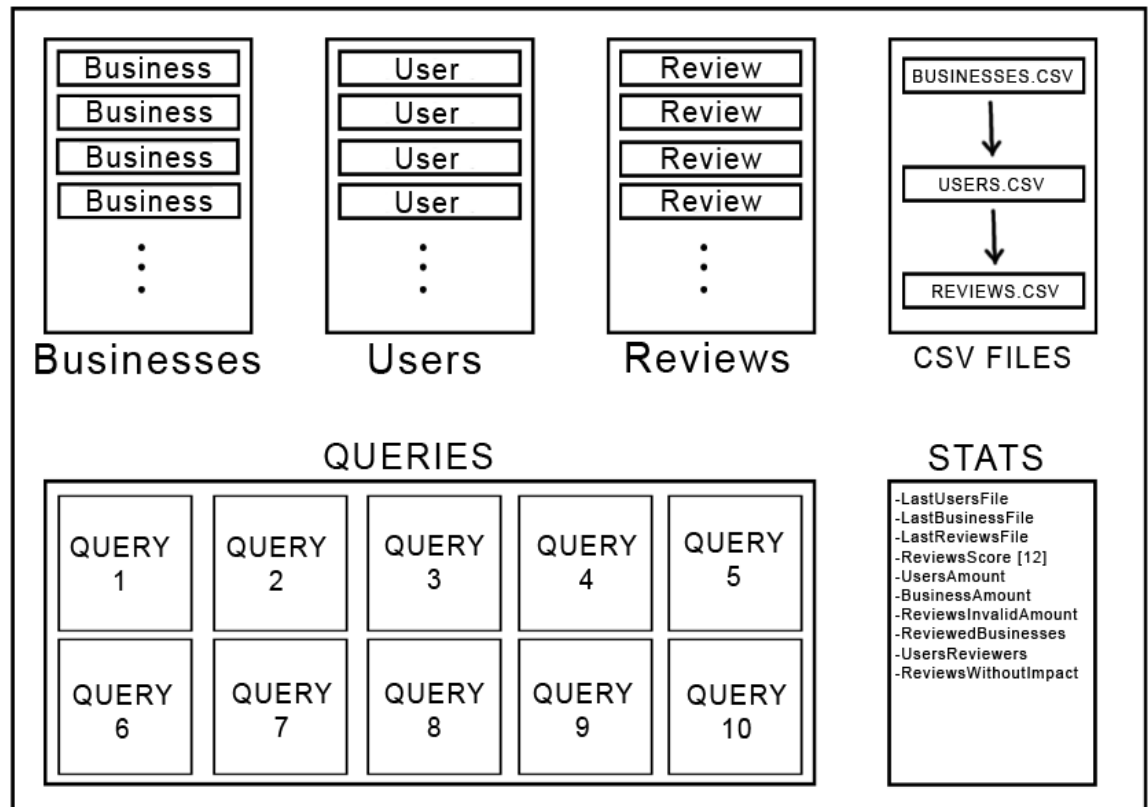 Business
Business
Business
Business
Businesses
User
User
User
User
Users
Review
Review
Review
Review
Reviews
BUSINESSES.CSV
USERS.CSV
REVIEWS.CSV
CSV FILES
QUERIES
QUERY
1
QUERY
2
QUERY
3
QUERY
4
QUERY
5
QUERY
6
QUERY
7
QUERY
8
QUERY
9
QUERY
10
STATS
-LastUsersFile
-LastBusinessFile
-LastReviewsFile
-ReviewsScore [12]
-UsersAmount
-BusinessAmount
-ReviewsInvalidAmount
-ReviewedBusinesses
-UsersReviewers
-ReviewsWithoutImpact